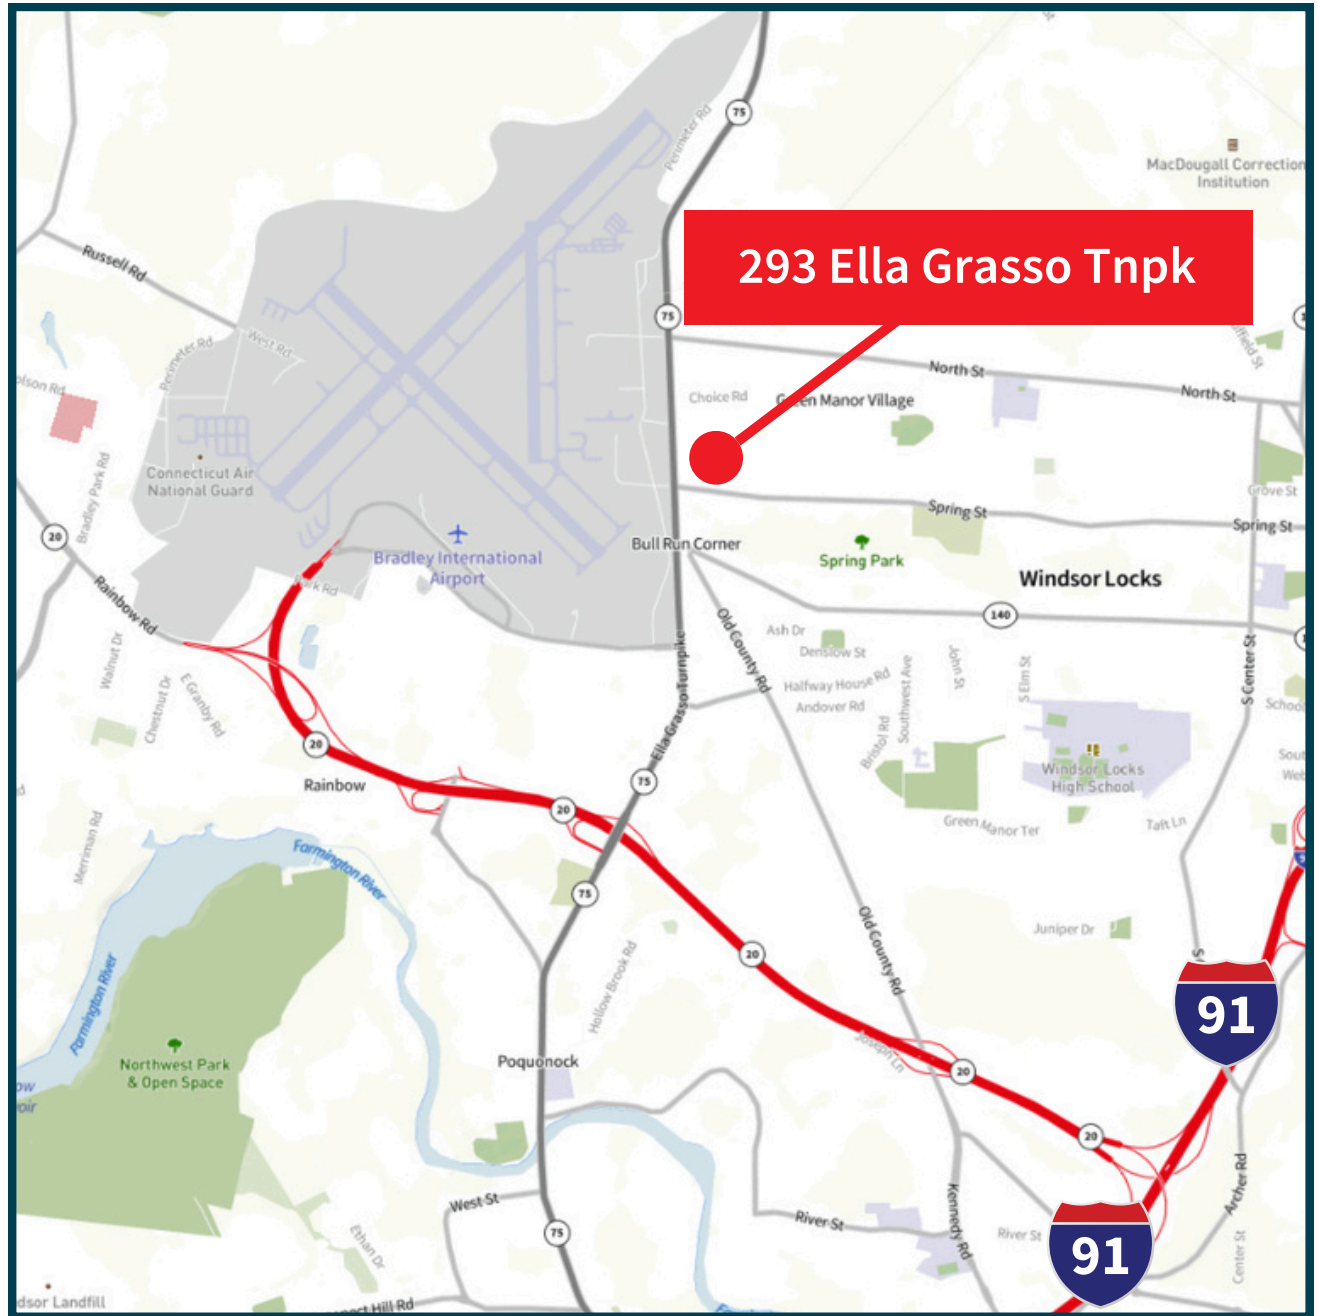 75
Perimeter Rd
MacDougall Correction
Institution
293 Ella Grasso Tnpk
Russell Rd
75
West Rd
Perimeter Rd
North St
North St
Choice Rd
Green Manor Village
Connecticut Air
National Guard
Bradley Park Rd
Grove St
Spring St
Spring St
20
Bull Run Corner
Bradley International
Airport
Spring Park
Windsor Locks
Park Rd
Rainbow Rd
140
Old County Rd
Ash Dr
Denslow St
Walnut Dr
Chestnut Dr
E Granby Rd
Halfway House Rd
Andover Rd
Southwest Ave
John St
S Elm St
S Center St
Bristol Rd
School
Ella Grasso Turnpike
20
75
Rainbow
20
Windsor Locks
High School
Green Manor Ter
Taft Ln
Merriman Rd
Farmington River
75
Juniper Dr
Old County Rd
20
Hollow Brook Rd
Farmington River
91
Northwest Park
& Open Space
Poquonock
Joseph Ln
20
20
West St
River St
Kennedy Rd
River St
Archer Rd
Center St
75
Ethan Dr
91
dsor Landfill